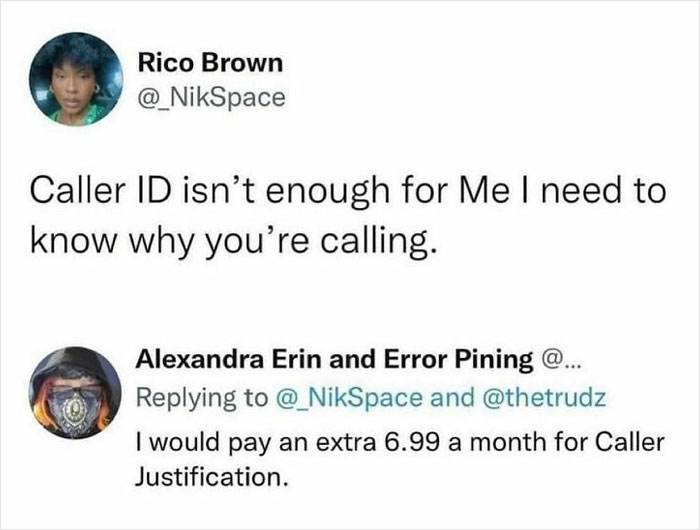 Rico Brown
@_NikSpace
Caller ID isn’t enough for Me I need to
know why you’re calling.
Alexandra Erin and Error Pining @...
Replying to @_NikSpace and @thetrudz
I would pay an extra 6.99 a month for Caller
Justification.